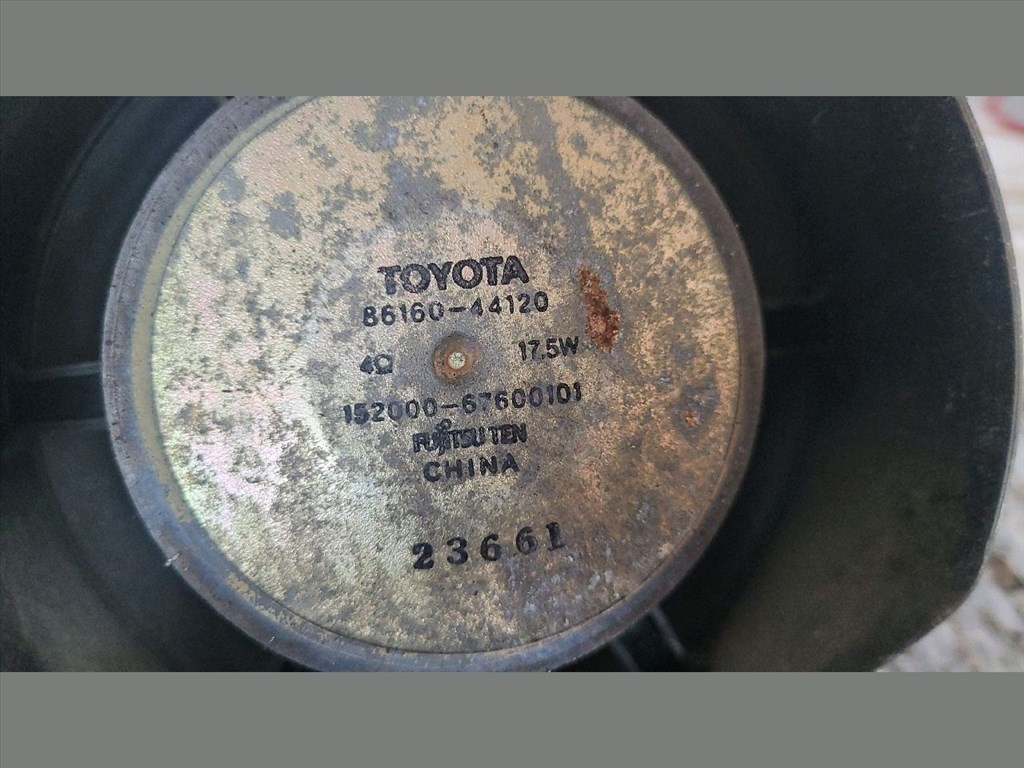 TOYOTA
86160-44120
4Ω 17.5W
152000-67600101
FUJITSU TEN
CHINA
23661